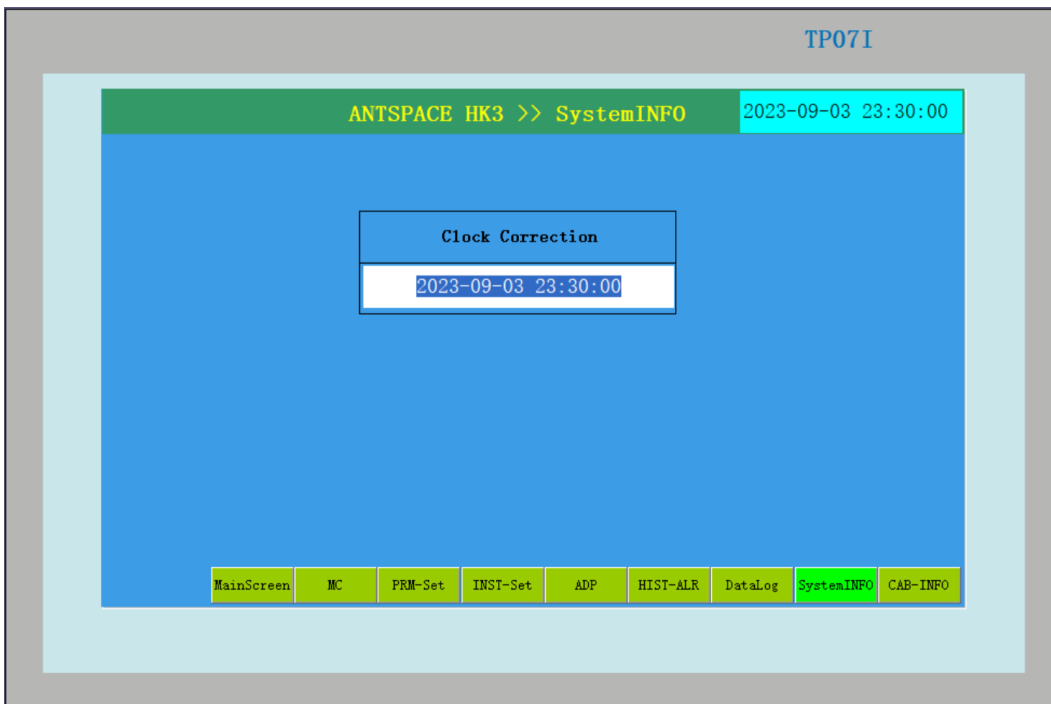 TP07I
ANTSPACE HK3 >> SystemINFO
2023-09-03 23:30:00
Clock Correction
2023-09-03 23:30:00
MainScreen MC PRM-Set INST-Set ADP HIST-ALR DataLog SystemINFO CAB-INFO